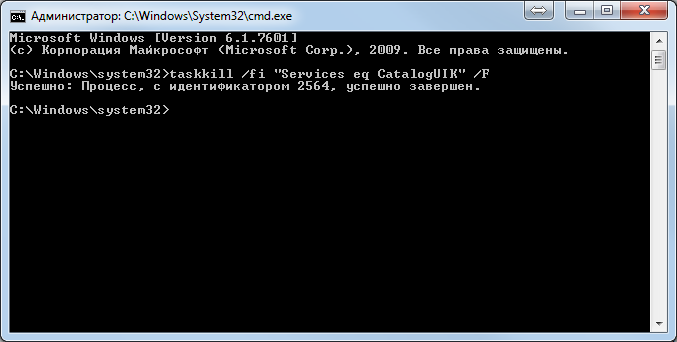 Администратор: C:\Windows\System32\cmd.exe
Microsoft Windows [Version 6.1.7601]
(c) Корпорация Майкрософт (Microsoft Corp.), 2009. Все права защищены.
C:\Windows\system32>taskkill /fi "Services eq CatalogUIK" /F
Успешно: Процесс, с идентификатором 2564, успешно завершен.
C:\Windows\system32>